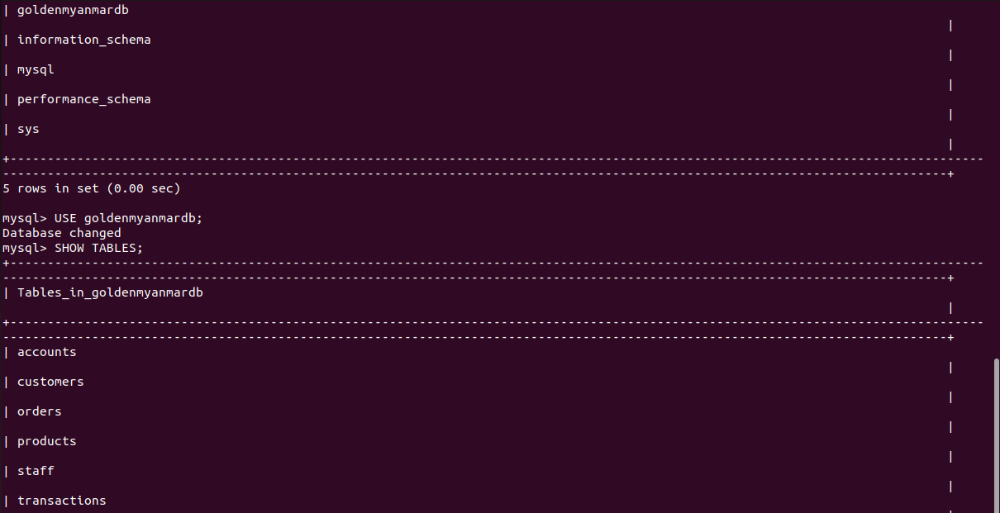 | goldenmyanmardb
|
| information_schema
|
| mysql
|
| performance_schema
|
| sys
|
+-----------------------------------------------------------------------------------------------------------------------------------
-------------------------------------------------------------------------------------------------------------------------------+
5 rows in set (0.00 sec)
mysql> USE goldenmyanmardb;
Database changed
mysql> SHOW TABLES;
+-----------------------------------------------------------------------------------------------------------------------------------
-------------------------------------------------------------------------------------------------------------------------------+
| Tables_in_goldenmyanmardb
|
+-----------------------------------------------------------------------------------------------------------------------------------
-------------------------------------------------------------------------------------------------------------------------------+
| accounts
|
| customers
|
| orders
|
| products
|
| staff
|
| transactions